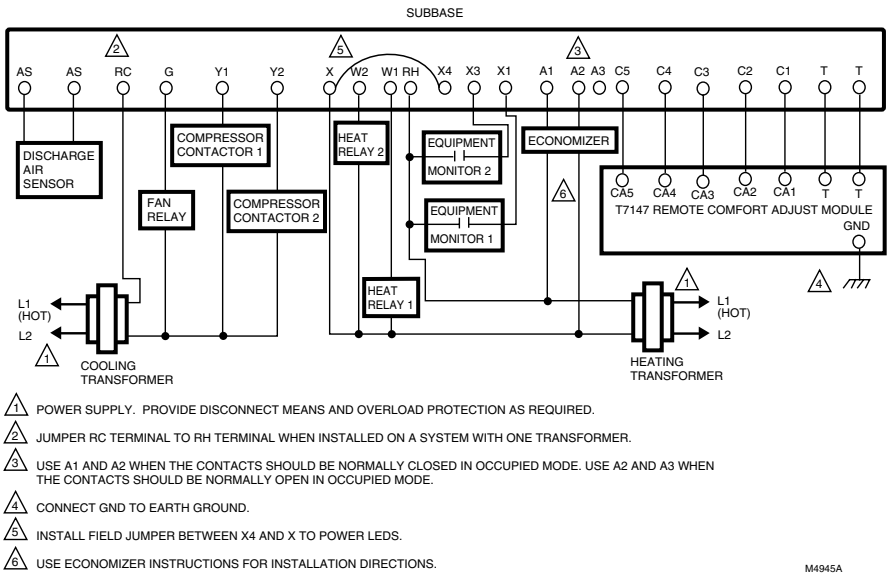 SUBBASE
2 5 3
AS AS RC G Y1 Y2 X W2 W1 RH X4 X3 X1 A1 A2 A3 C5 C4 C3 C2 C1 T T
DISCHARGE
AIR
SENSOR
FAN
RELAY
COMPRESSOR
CONTACTOR 1
COMPRESSOR
CONTACTOR 2
HEAT
RELAY 2
HEAT
RELAY 1
EQUIPMENT
MONITOR 2
EQUIPMENT
MONITOR 1
ECONOMIZER
6
CA5 CA4 CA3 CA2 CA1 T T
T7147 REMOTE COMFORT ADJUST MODULE
GND
4
L1
(HOT)
L2
1
COOLING
TRANSFORMER
1
L1
(HOT)
L2
HEATING
TRANSFORMER
1 POWER SUPPLY. PROVIDE DISCONNECT MEANS AND OVERLOAD PROTECTION AS REQUIRED.
2 JUMPER RC TERMINAL TO RH TERMINAL WHEN INSTALLED ON A SYSTEM WITH ONE TRANSFORMER.
3 USE A1 AND A2 WHEN THE CONTACTS SHOULD BE NORMALLY CLOSED IN OCCUPIED MODE. USE A2 AND A3 WHEN
THE CONTACTS SHOULD BE NORMALLY OPEN IN OCCUPIED MODE.
4 CONNECT GND TO EARTH GROUND.
5 INSTALL FIELD JUMPER BETWEEN X4 AND X TO POWER LEDS.
6 USE ECONOMIZER INSTRUCTIONS FOR INSTALLATION DIRECTIONS.
M4945A